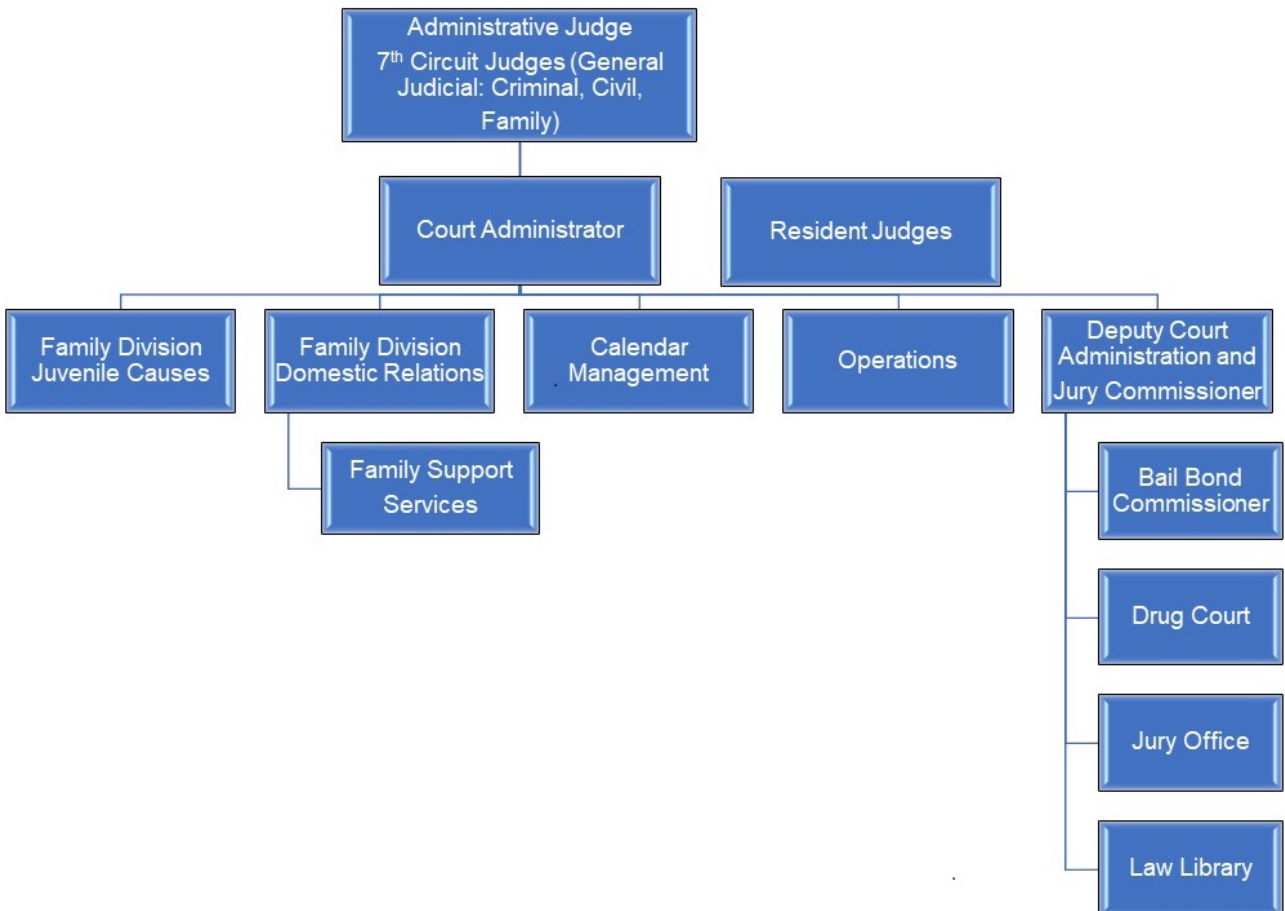 Administrative Judge
7th Circuit Judges (General
Judicial: Criminal, Civil,
Family)
Court Administrator
Resident Judges
Family Division
Juvenile Causes
Family Division
Domestic Relations
Calendar
Management
Operations
Deputy Court
Administration and
Jury Commissioner
Family Support
Services
Bail Bond
Commissioner
Drug Court
Jury Office
Law Library